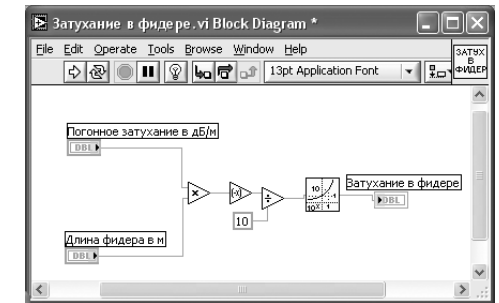 Затухание в фидере.vi Block Diagram *
File Edit Operate Tools Browse Window Help
13pt Application Font
ЗАТУХ
В
ФИДЕР
Погонное затухание в дБ/м
DBL
Затухание в фидере
DBL
10
Длина фидера в м
DBL